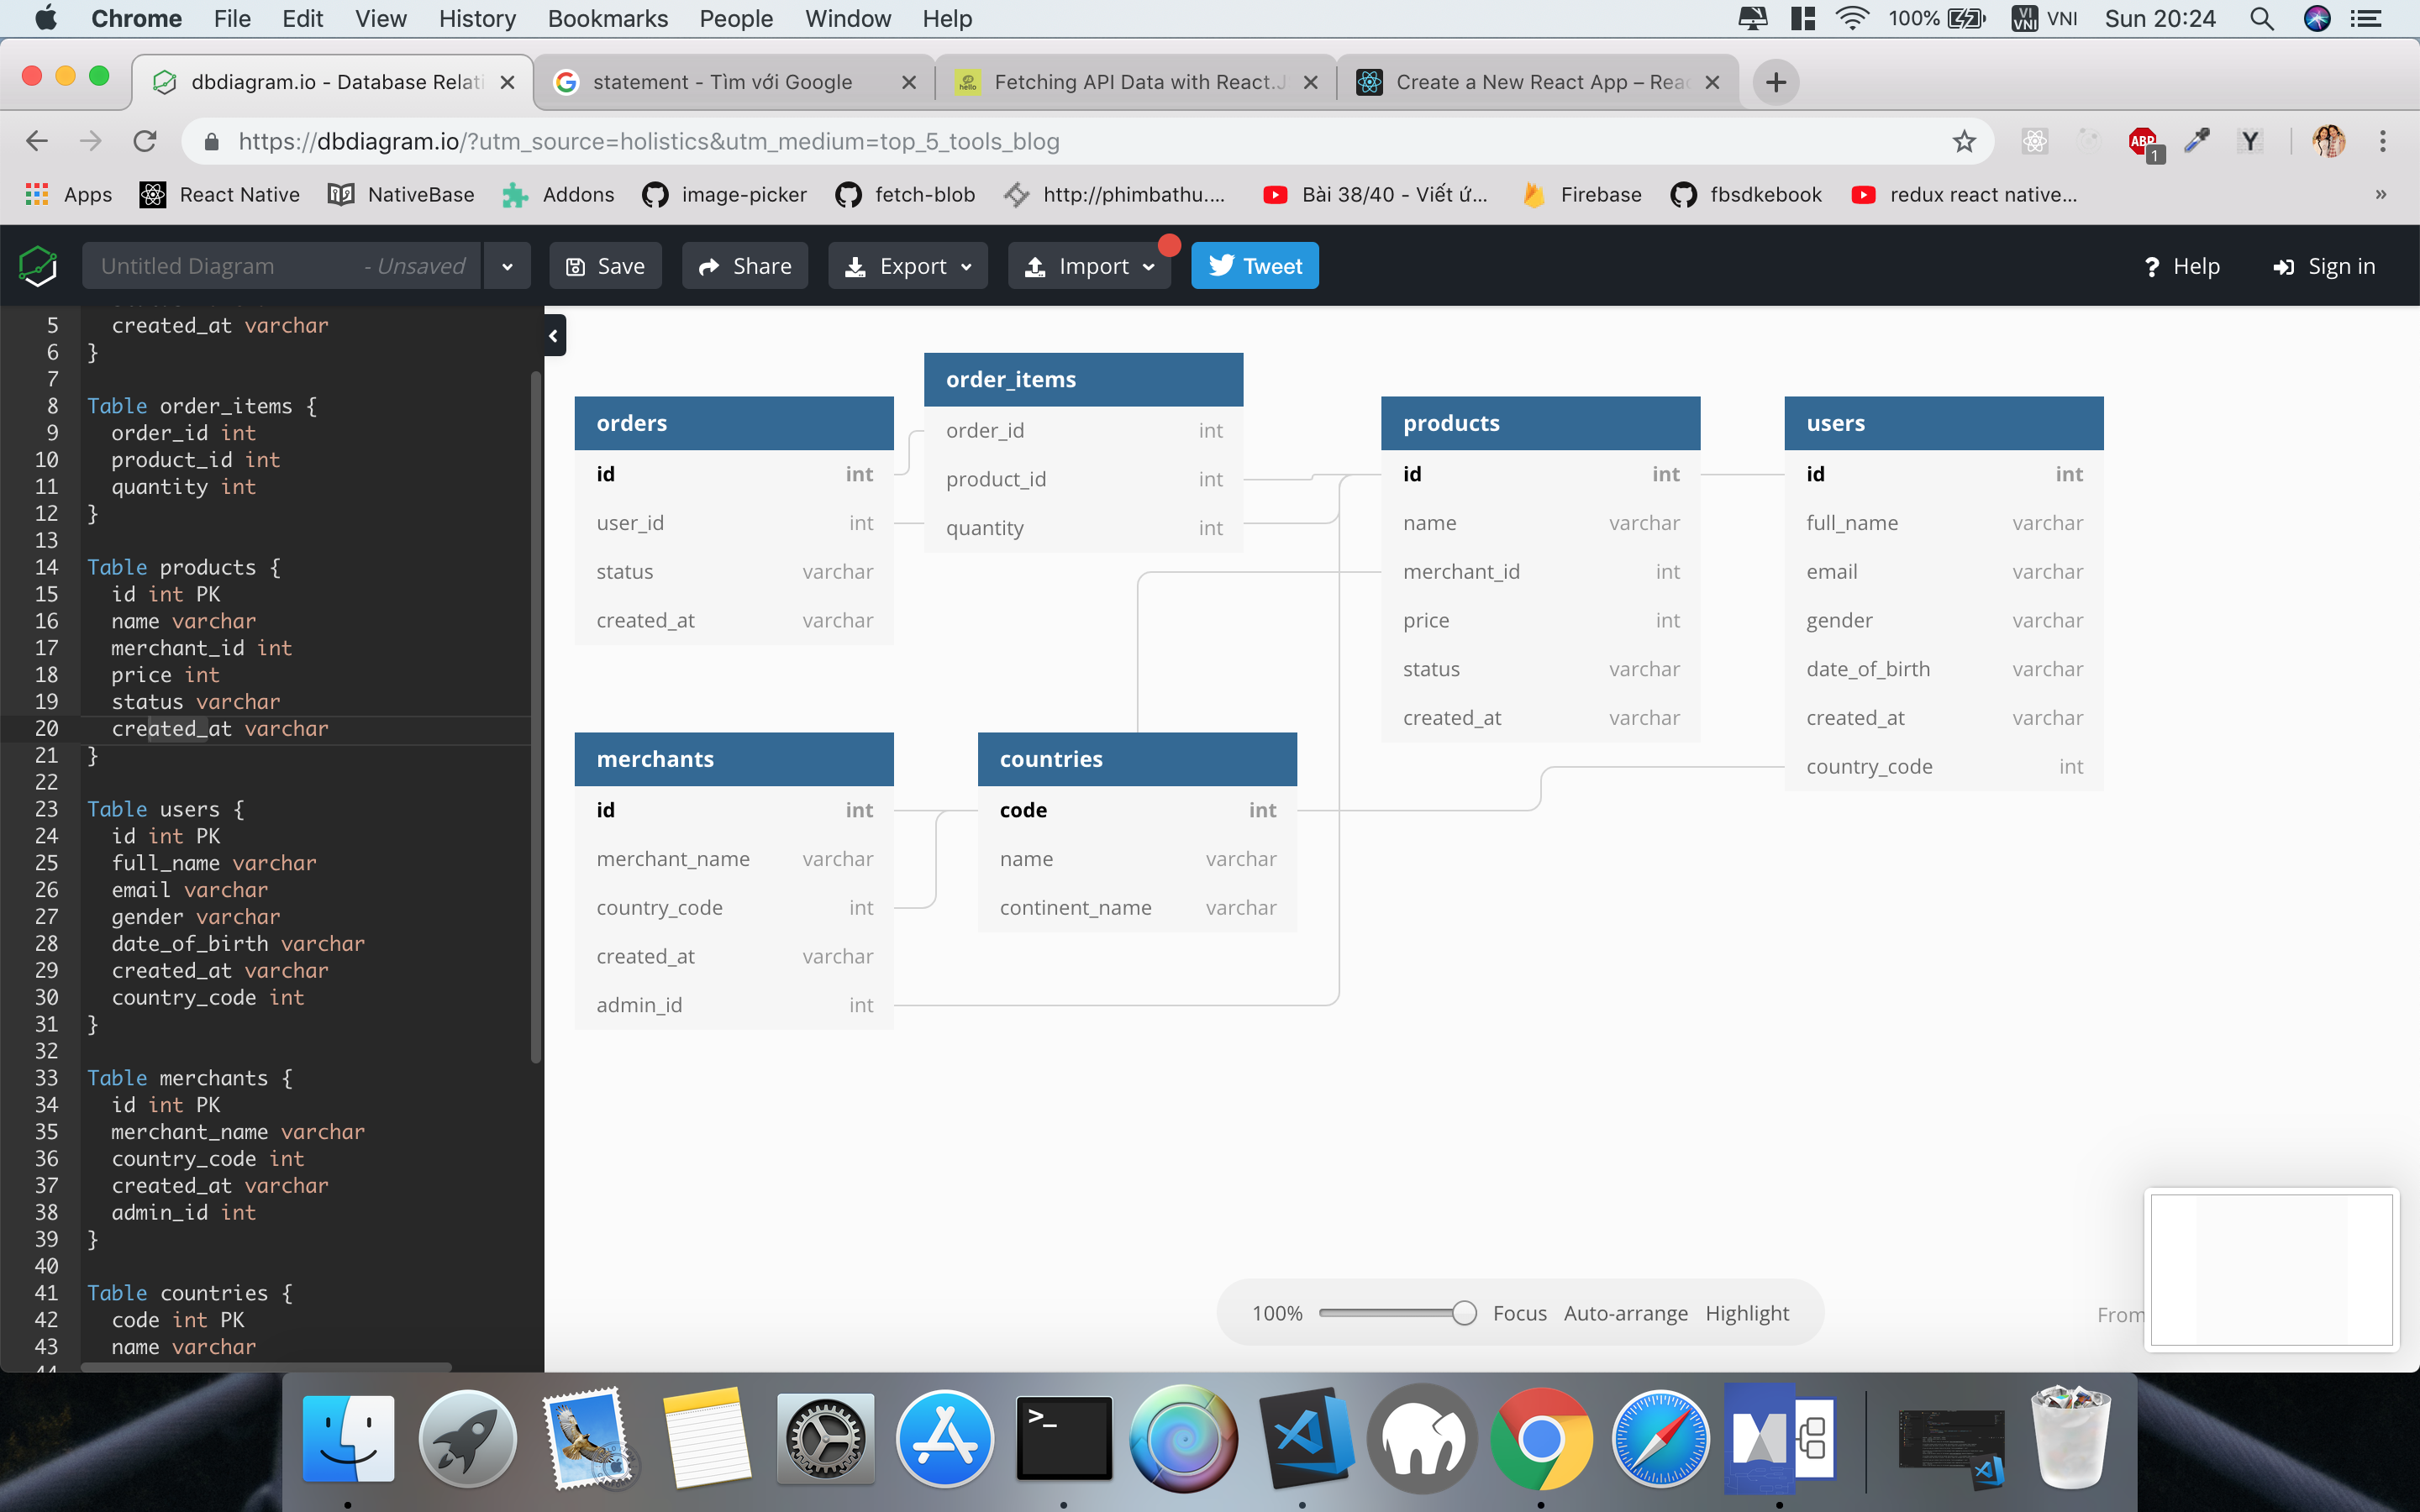 Chrome File Edit View History Bookmarks People Window Help 100% VI VNI VNI Sun 20:24
dbdiagram.io - Database Relati
statement - Tìm với Google
hello Fetching API Data with React.J
Create a New React App – Reac
https://dbdiagram.io/?utm_source=holistics&utm_medium=top_5_tools_blog
ABP 1 Y
Apps React Native NativeBase Addons image-picker fetch-blob http://phimbathu.... Bài 38/40 - Viết ứ... Firebase fbsdkebook redux react native... »
Untitled Diagram - Unsaved Save Share Export Import Tweet ? Help Sign in
5 created_at varchar
6 }
7
8 Table order_items {
9 order_id int
10 product_id int
11 quantity int
12 }
13
14 Table products {
15 id int PK
16 name varchar
17 merchant_id int
18 price int
19 status varchar
20 created_at varchar
21 }
22
23 Table users {
24 id int PK
25 full_name varchar
26 email varchar
27 gender varchar
28 date_of_birth varchar
29 created_at varchar
30 country_code int
31 }
32
33 Table merchants {
34 id int PK
35 merchant_name varchar
36 country_code int
37 created_at varchar
38 admin_id int
39 }
40
41 Table countries {
42 code int PK
43 name varchar
orders
id int
user_id int
status varchar
created_at varchar
order_items
order_id int
product_id int
quantity int
products
id int
name varchar
merchant_id int
price int
status varchar
created_at varchar
users
id int
full_name varchar
email varchar
gender varchar
date_of_birth varchar
created_at varchar
country_code int
merchants
id int
merchant_name varchar
country_code int
created_at varchar
admin_id int
countries
code int
name varchar
continent_name varchar
100% Focus Auto-arrange Highlight
From
>_